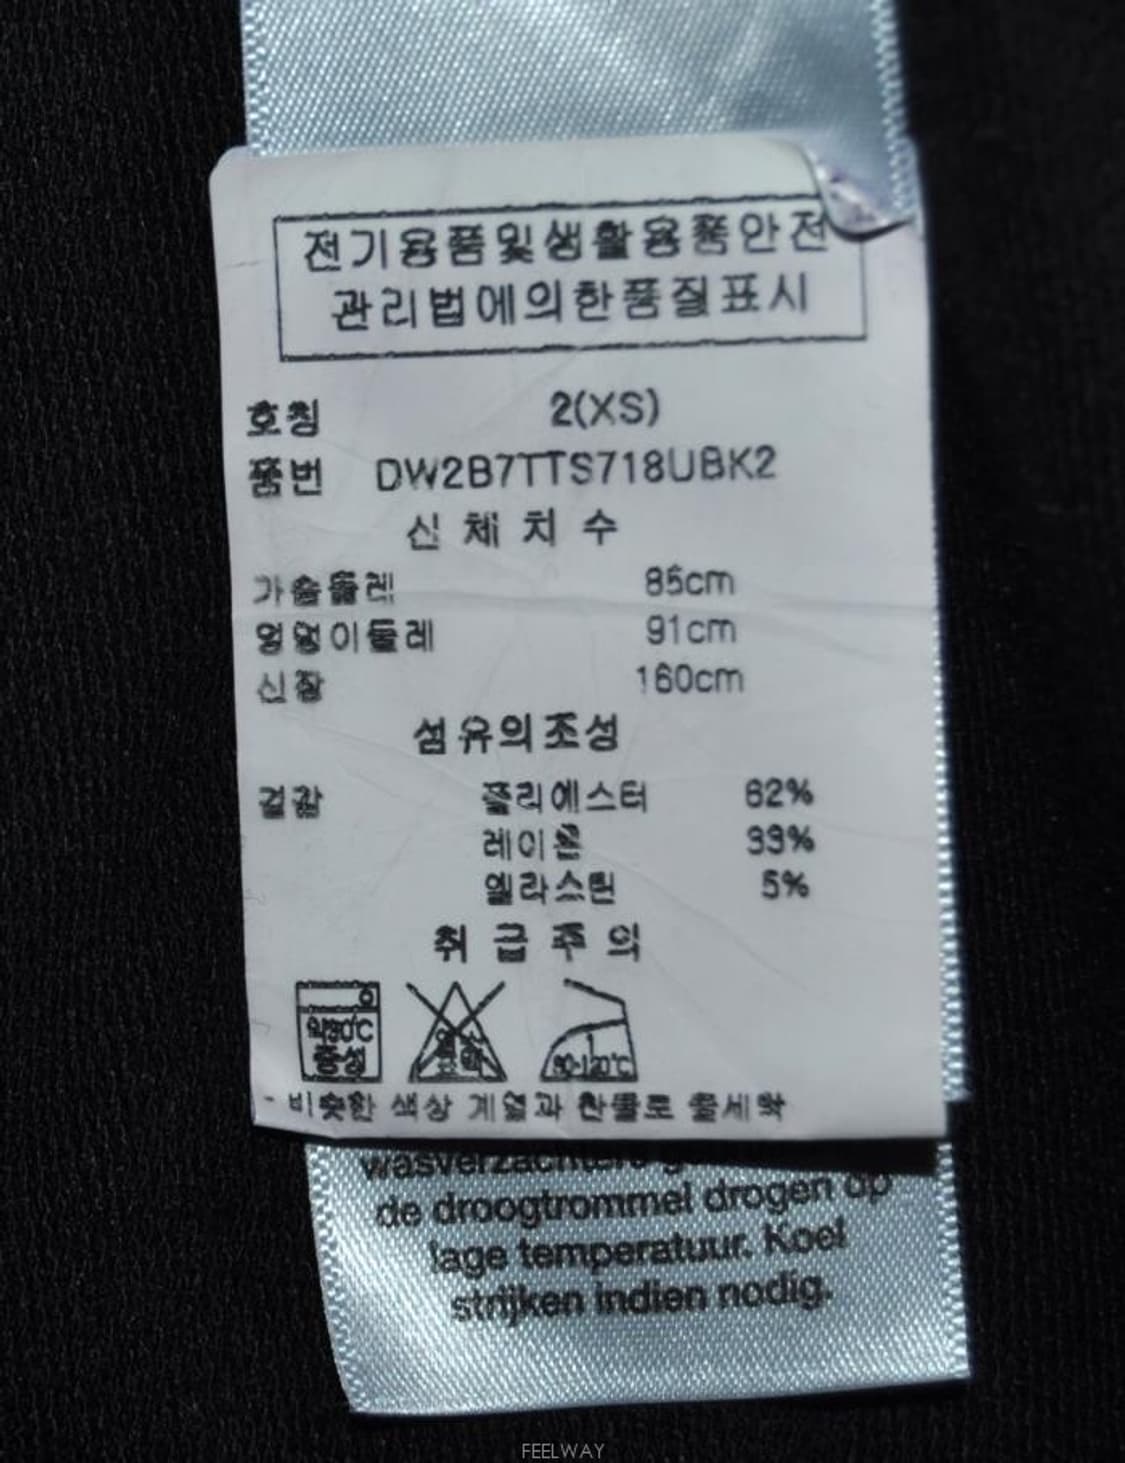 전기용품및생활용품안전
관리법에의한품질표시
호칭 2(XS)
품번 DW2B7TTS718UBK2
신체치수
가슴둘레 85cm
엉덩이둘레 91cm
신장 160cm
섬유의조성
겉감 폴리에스터 62%
레이온 33%
엘라스틴 5%
취급주의
약30℃
중성
80-120℃
비슷한 색상 계열과 찬물로 울세탁
wasverzachters
de droogtrommel drogen op
lage temperatuur. Koel
strijken indien nodig.
FEELWAY